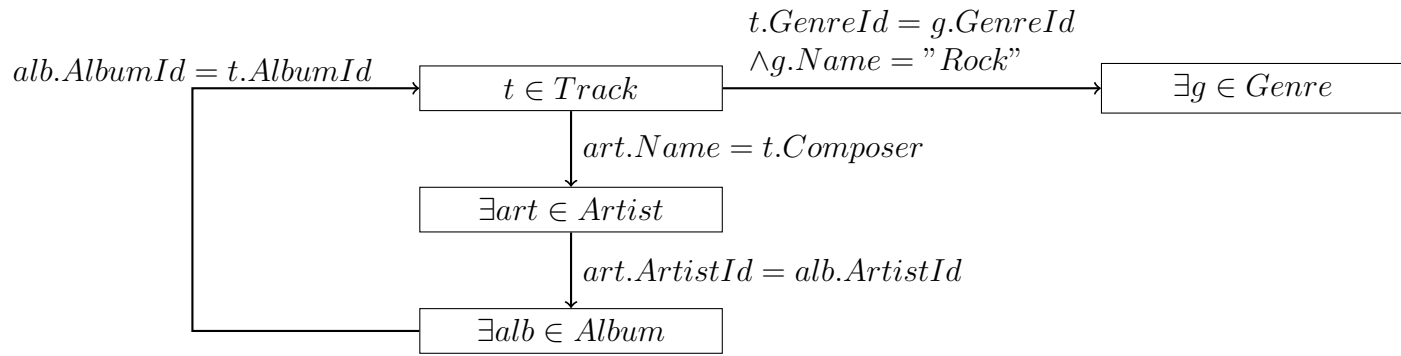 t.GenreId = g.GenreId
∧g.Name = ”Rock”
alb.AlbumId = t.AlbumId
t ∈ Track
∃g ∈ Genre
art.Name = t.Composer
∃art ∈ Artist
art.ArtistId = alb.ArtistId
∃alb ∈ Album